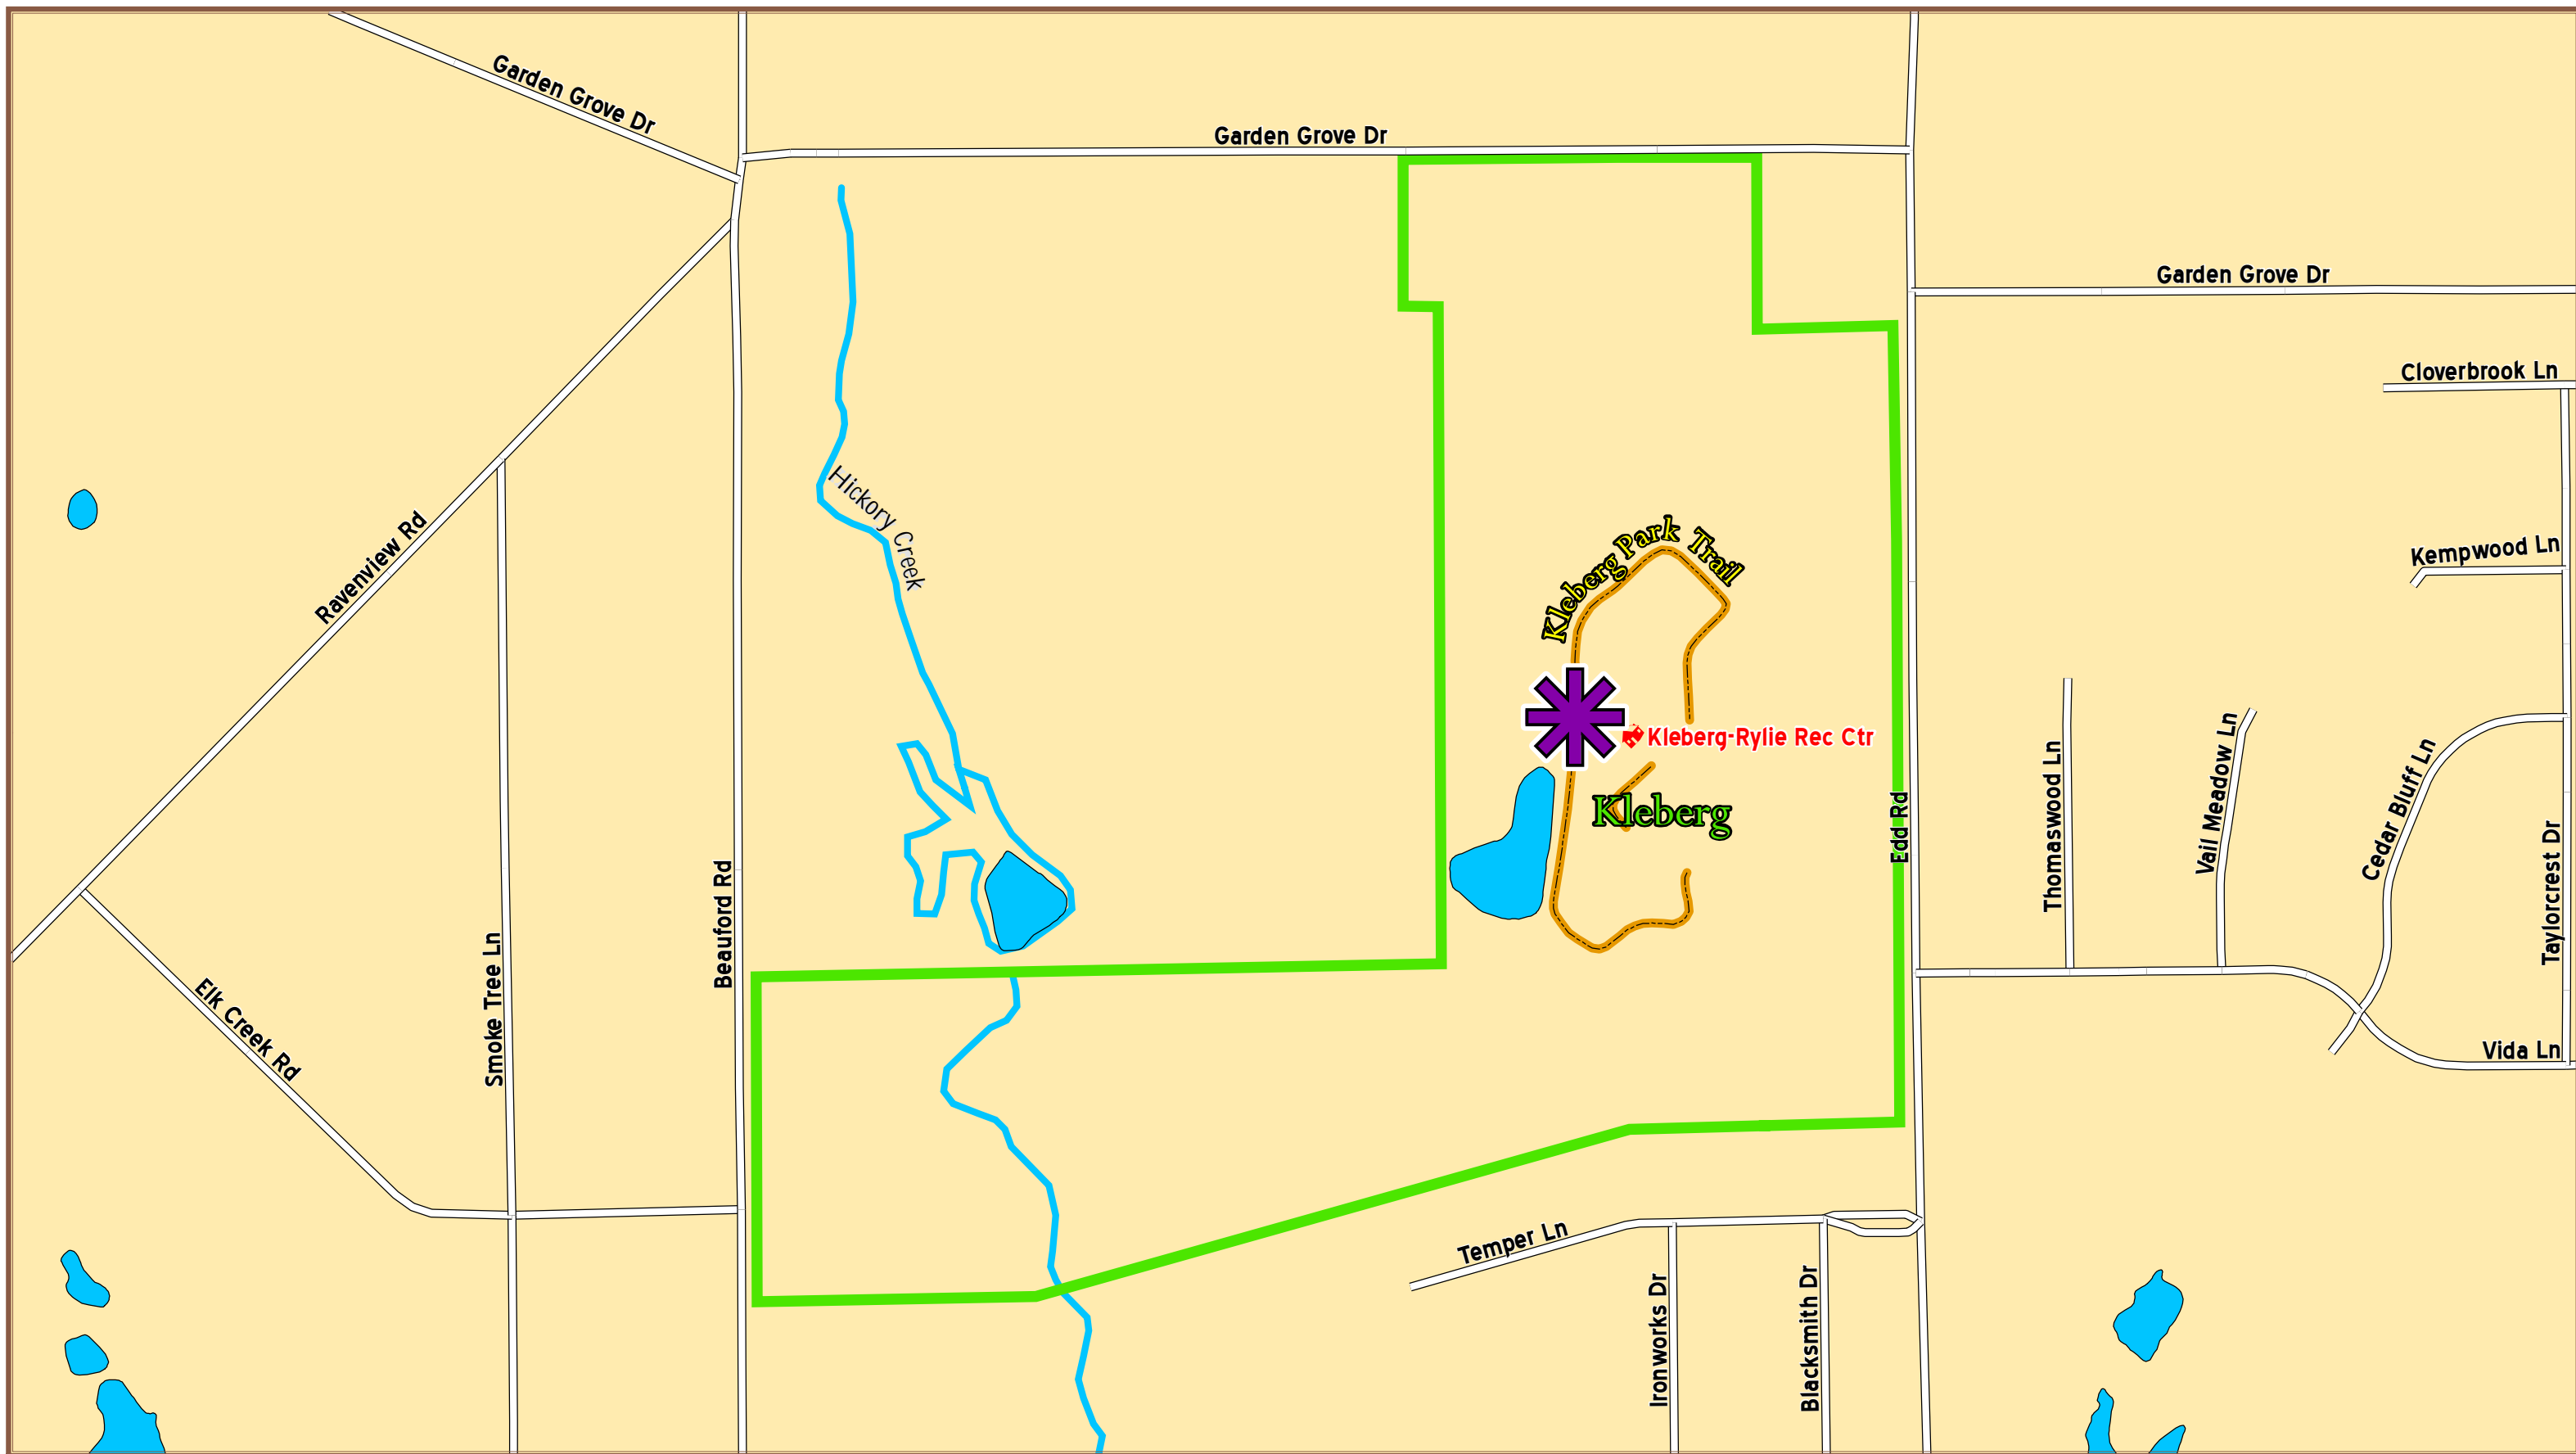 Garden Grove Dr
Garden Grove Dr
Garden Grove Dr
Cloverbrook Ln
Hickory Creek
Ravenview Rd
Kleberg Park Trail
Kempwood Ln
Kleberg-Rylie Rec Ctr
Kleberg
Edd Rd
Thomaswood Ln
Vail Meadow Ln
Cedar Bluff Ln
Taylorcrest Dr
Beauford Rd
Smoke Tree Ln
Elk Creek Rd
Vida Ln
Temper Ln
Ironworks Dr
Blacksmith Dr